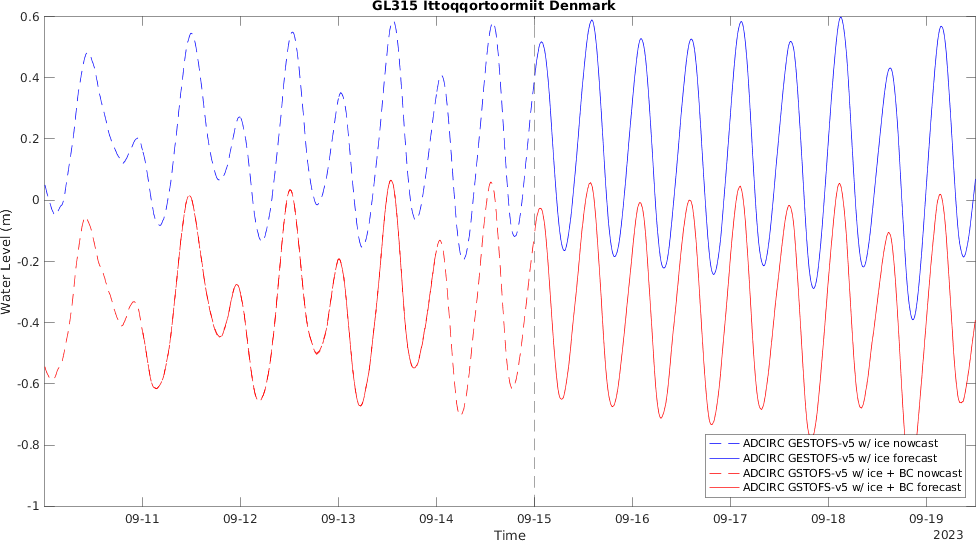 GL315 Ittoqqortoormiit Denmark
0.6
0.4
0.2
0
-0.2
-0.4
-0.6
-0.8
-1
Water Level (m)
09-11 09-12 09-13 09-14 09-15 09-16 09-17 09-18 09-19
Time
2023
ADCIRC GESTOFS-v5 w/ ice nowcast
ADCIRC GESTOFS-v5 w/ ice forecast
ADCIRC GSTOFS-v5 w/ ice + BC nowcast
ADCIRC GSTOFS-v5 w/ ice + BC forecast